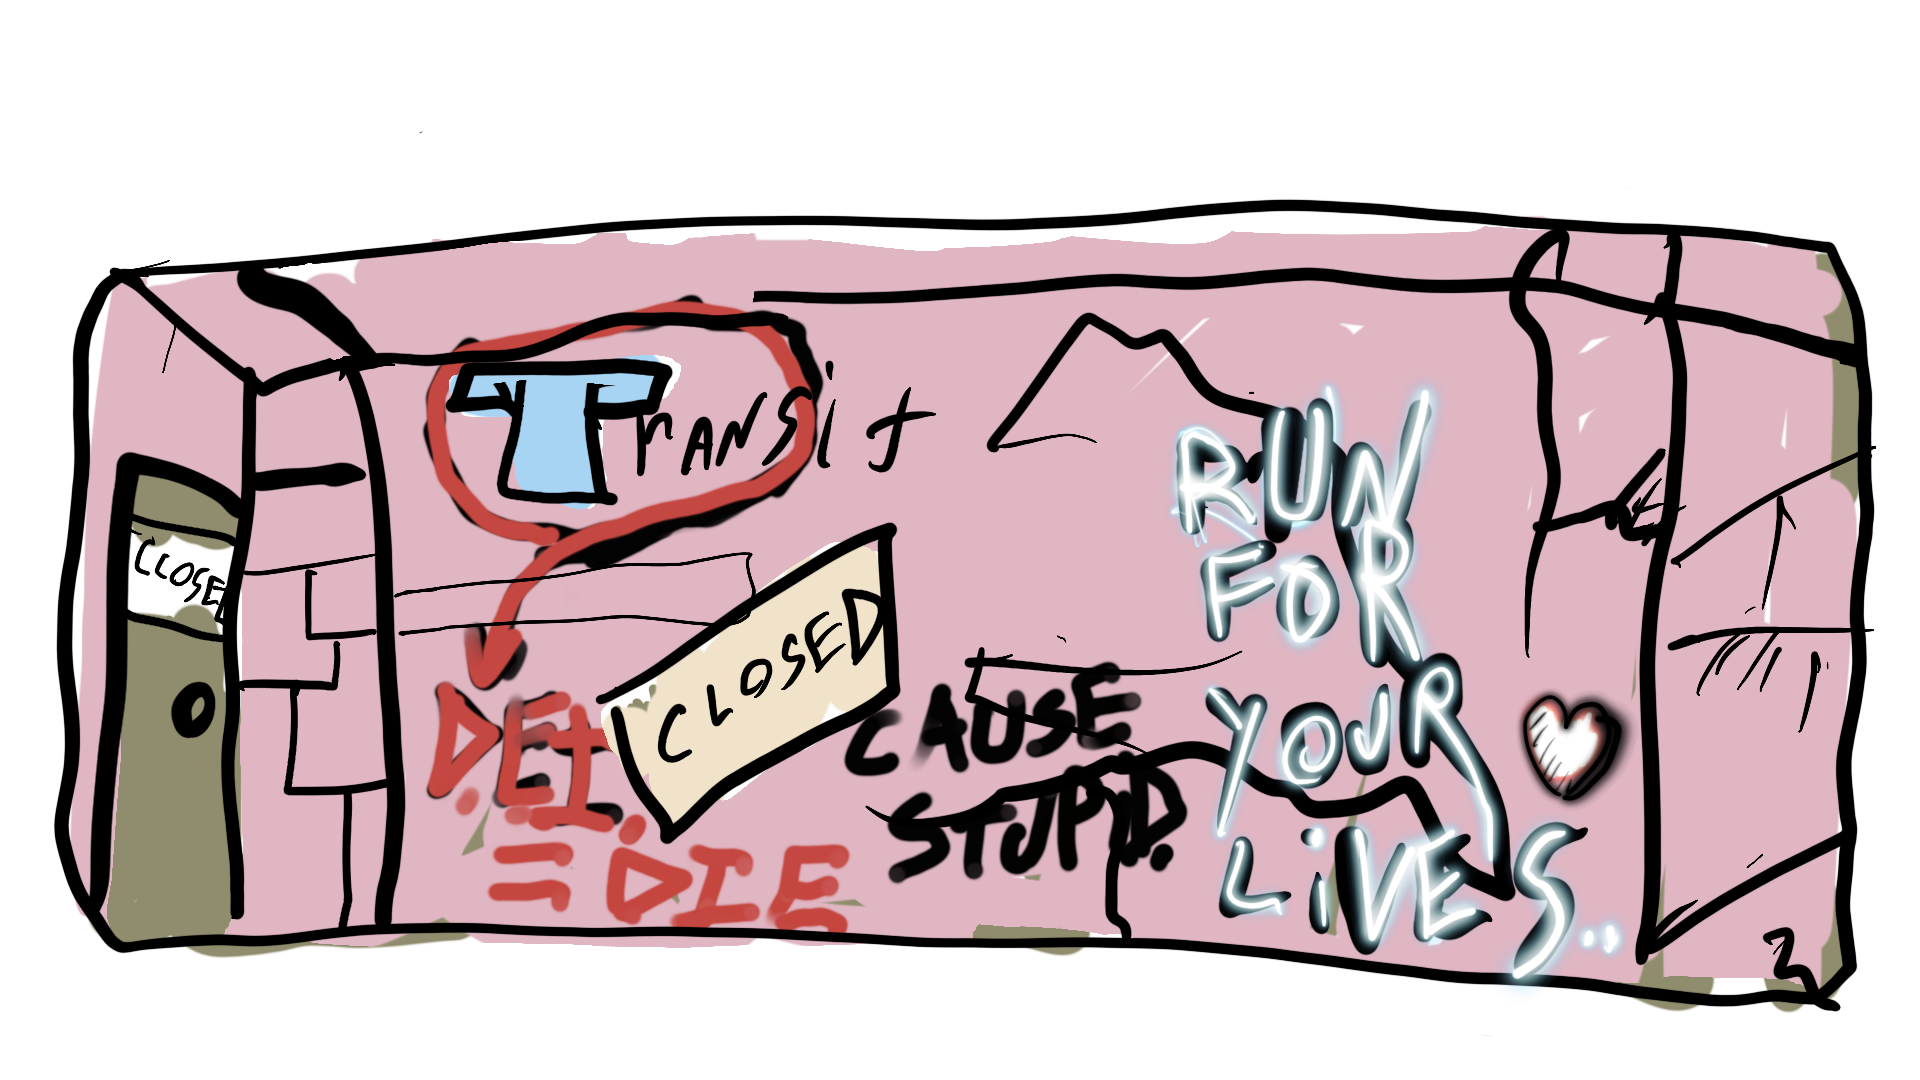 CLOSED
Transit
CLOSED
DEI
= DIE
CAUSE
STUPID.
RUN
FOR
YOUR
LiVES..